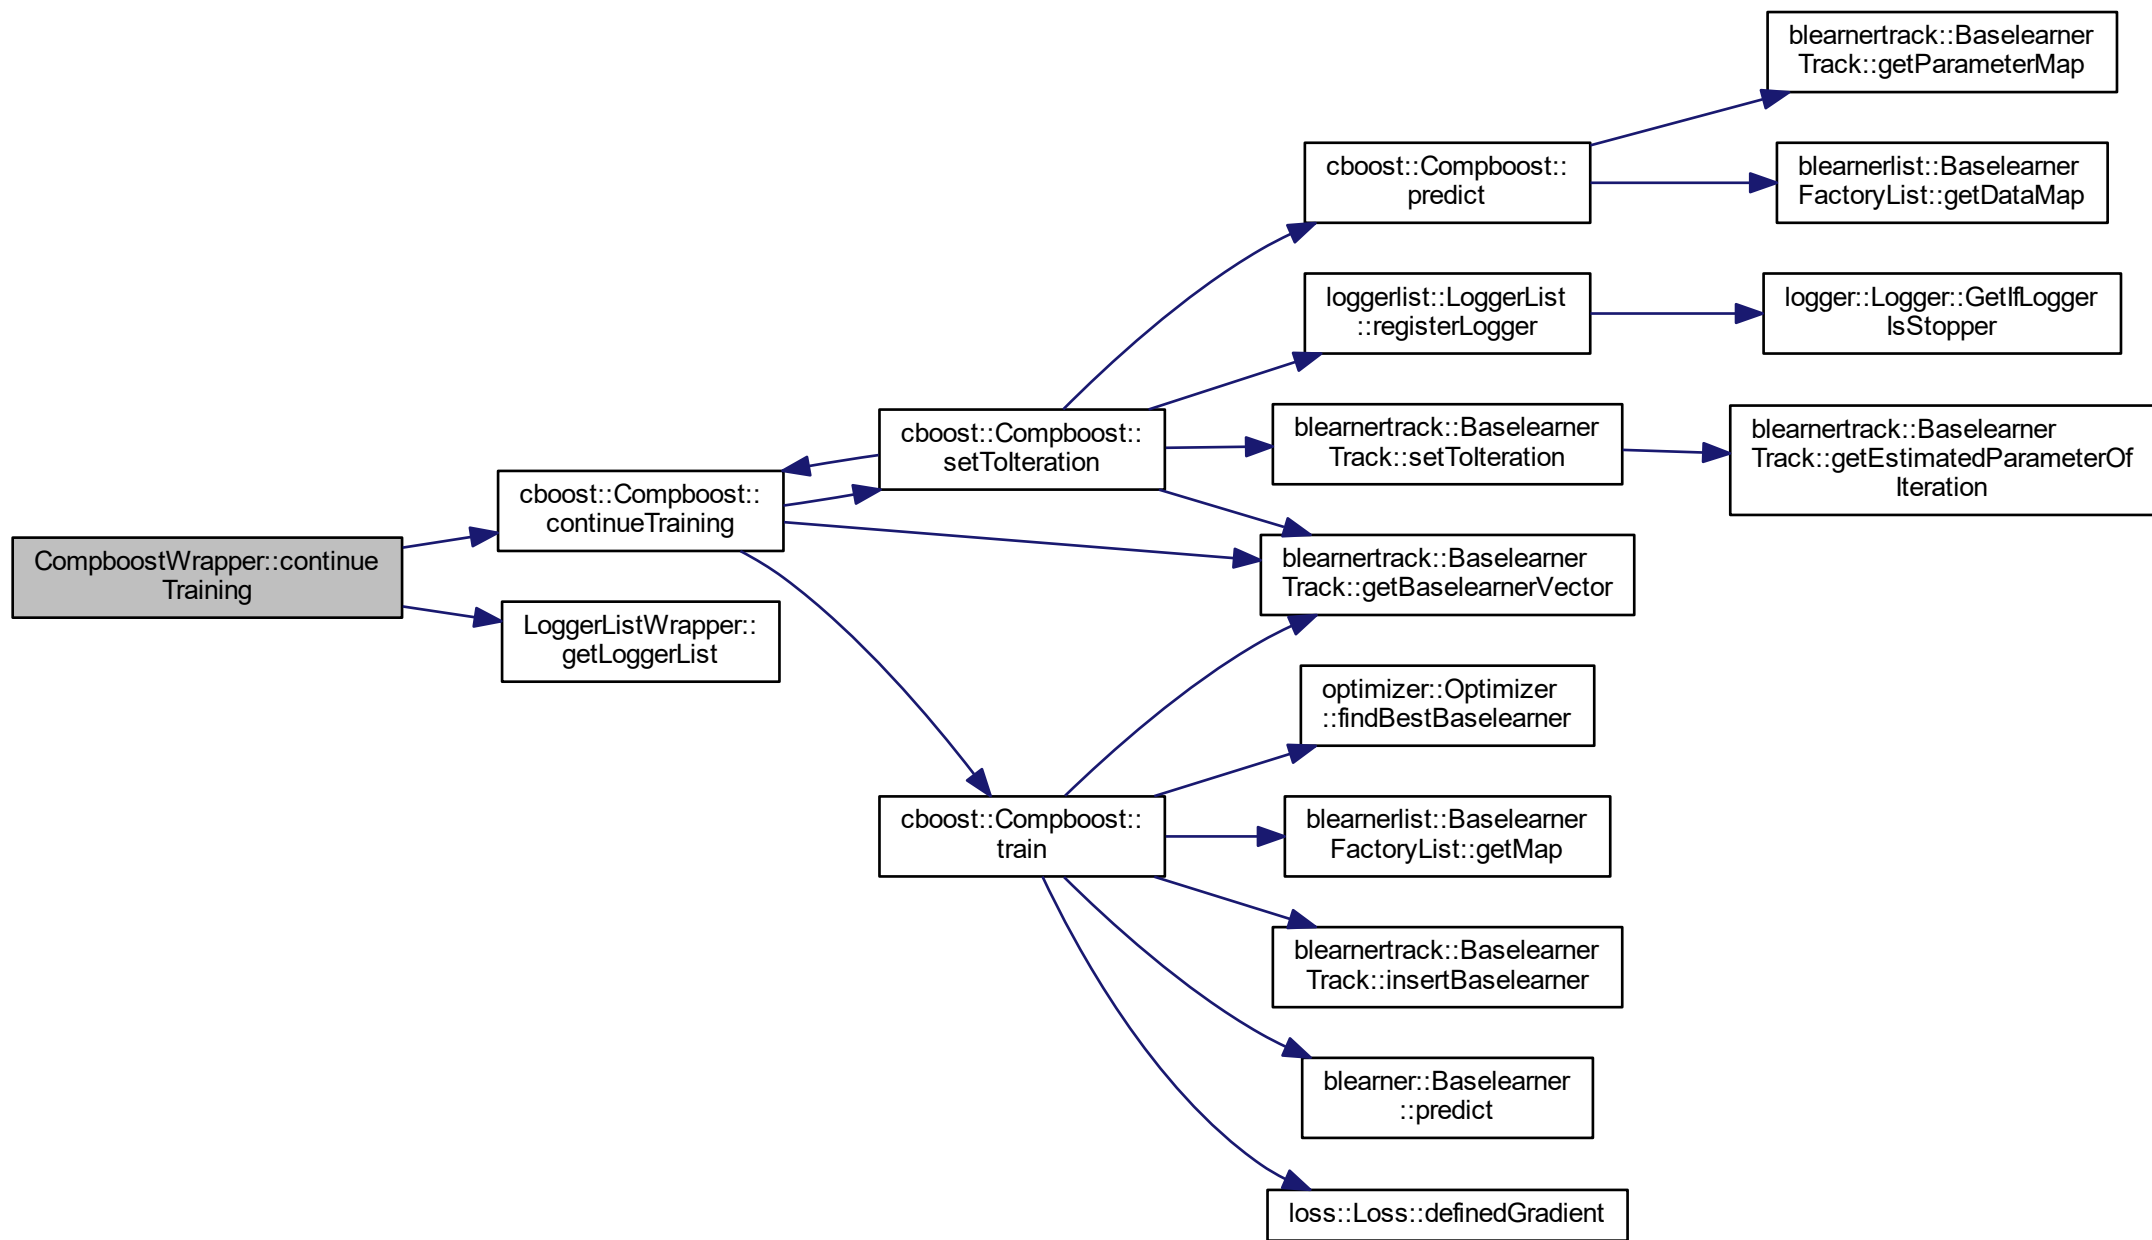 CompboostWrapper::continue
Training
cboost::Compboost::
continueTraining
LoggerListWrapper::
getLoggerList
cboost::Compboost::
setToIteration
cboost::Compboost::
train
cboost::Compboost::
predict
loggerlist::LoggerList
::registerLogger
blearnertrack::Baselearner
Track::setToIteration
blearnertrack::Baselearner
Track::getBaselearnerVector
optimizer::Optimizer
::findBestBaselearner
blearnerlist::Baselearner
FactoryList::getMap
blearnertrack::Baselearner
Track::insertBaselearner
blearner::Baselearner
::predict
loss::Loss::definedGradient
blearnertrack::Baselearner
Track::getParameterMap
blearnerlist::Baselearner
FactoryList::getDataMap
logger::Logger::GetIfLogger
IsStopper
blearnertrack::Baselearner
Track::getEstimatedParameterOf
Iteration